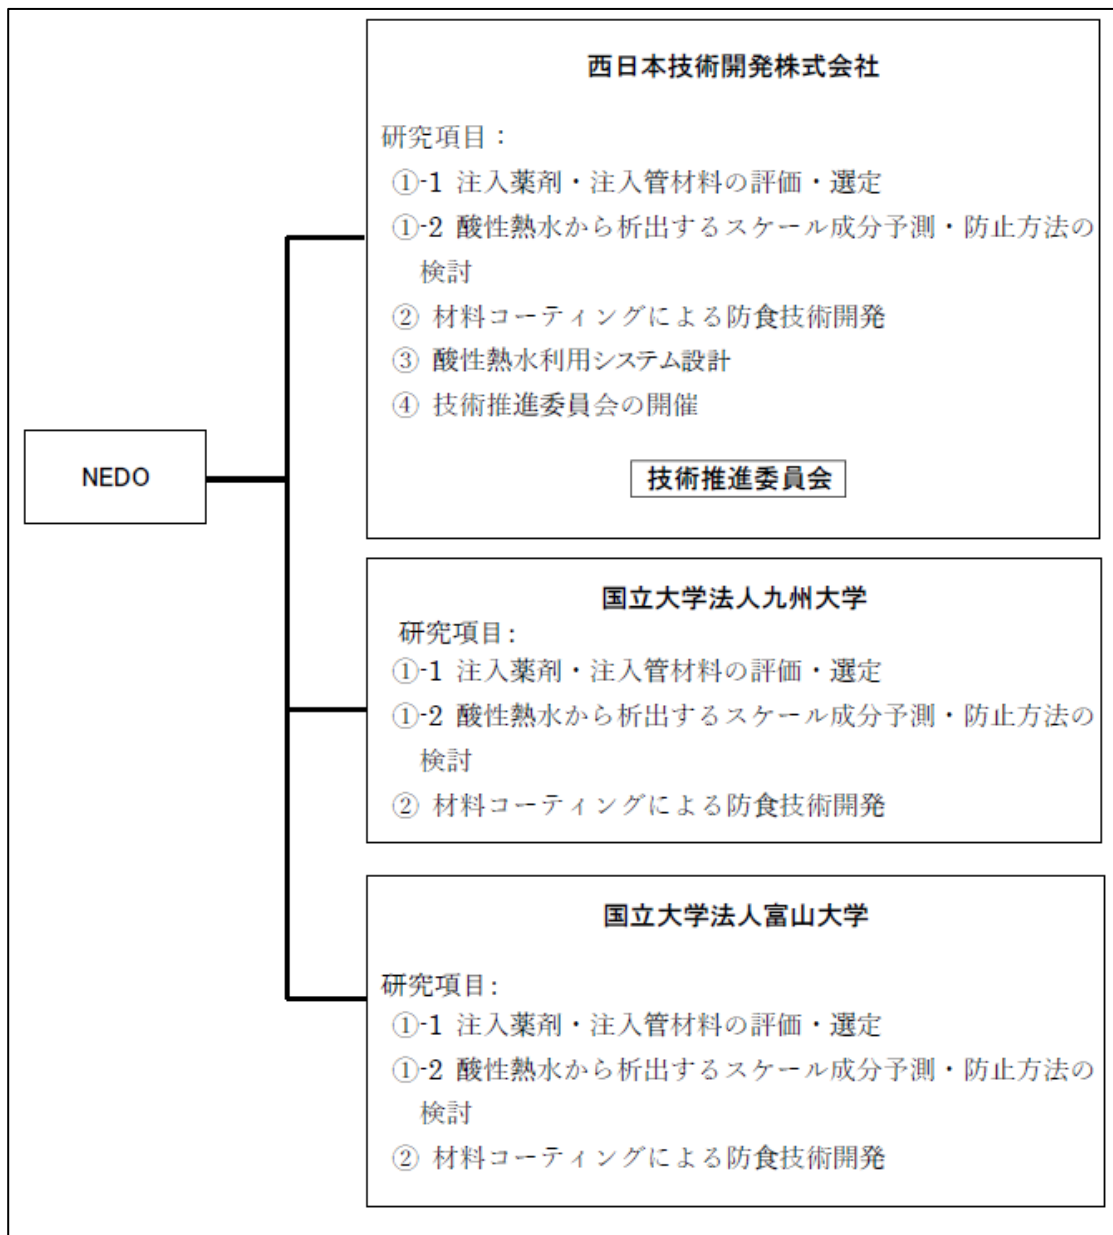 西日本技術開発株式会社
研究項目：
①-1 注入薬剤・注入管材料の評価・選定
①-2 酸性熱水から析出するスケール成分予測・防止方法の
検討
② 材料コーティングによる防食技術開発
③ 酸性熱水利用システム設計
④ 技術推進委員会の開催
技術推進委員会
NEDO
国立大学法人九州大学
研究項目：
①-1 注入薬剤・注入管材料の評価・選定
①-2 酸性熱水から析出するスケール成分予測・防止方法の
検討
② 材料コーティングによる防食技術開発
国立大学法人富山大学
研究項目：
①-1 注入薬剤・注入管材料の評価・選定
①-2 酸性熱水から析出するスケール成分予測・防止方法の
検討
② 材料コーティングによる防食技術開発